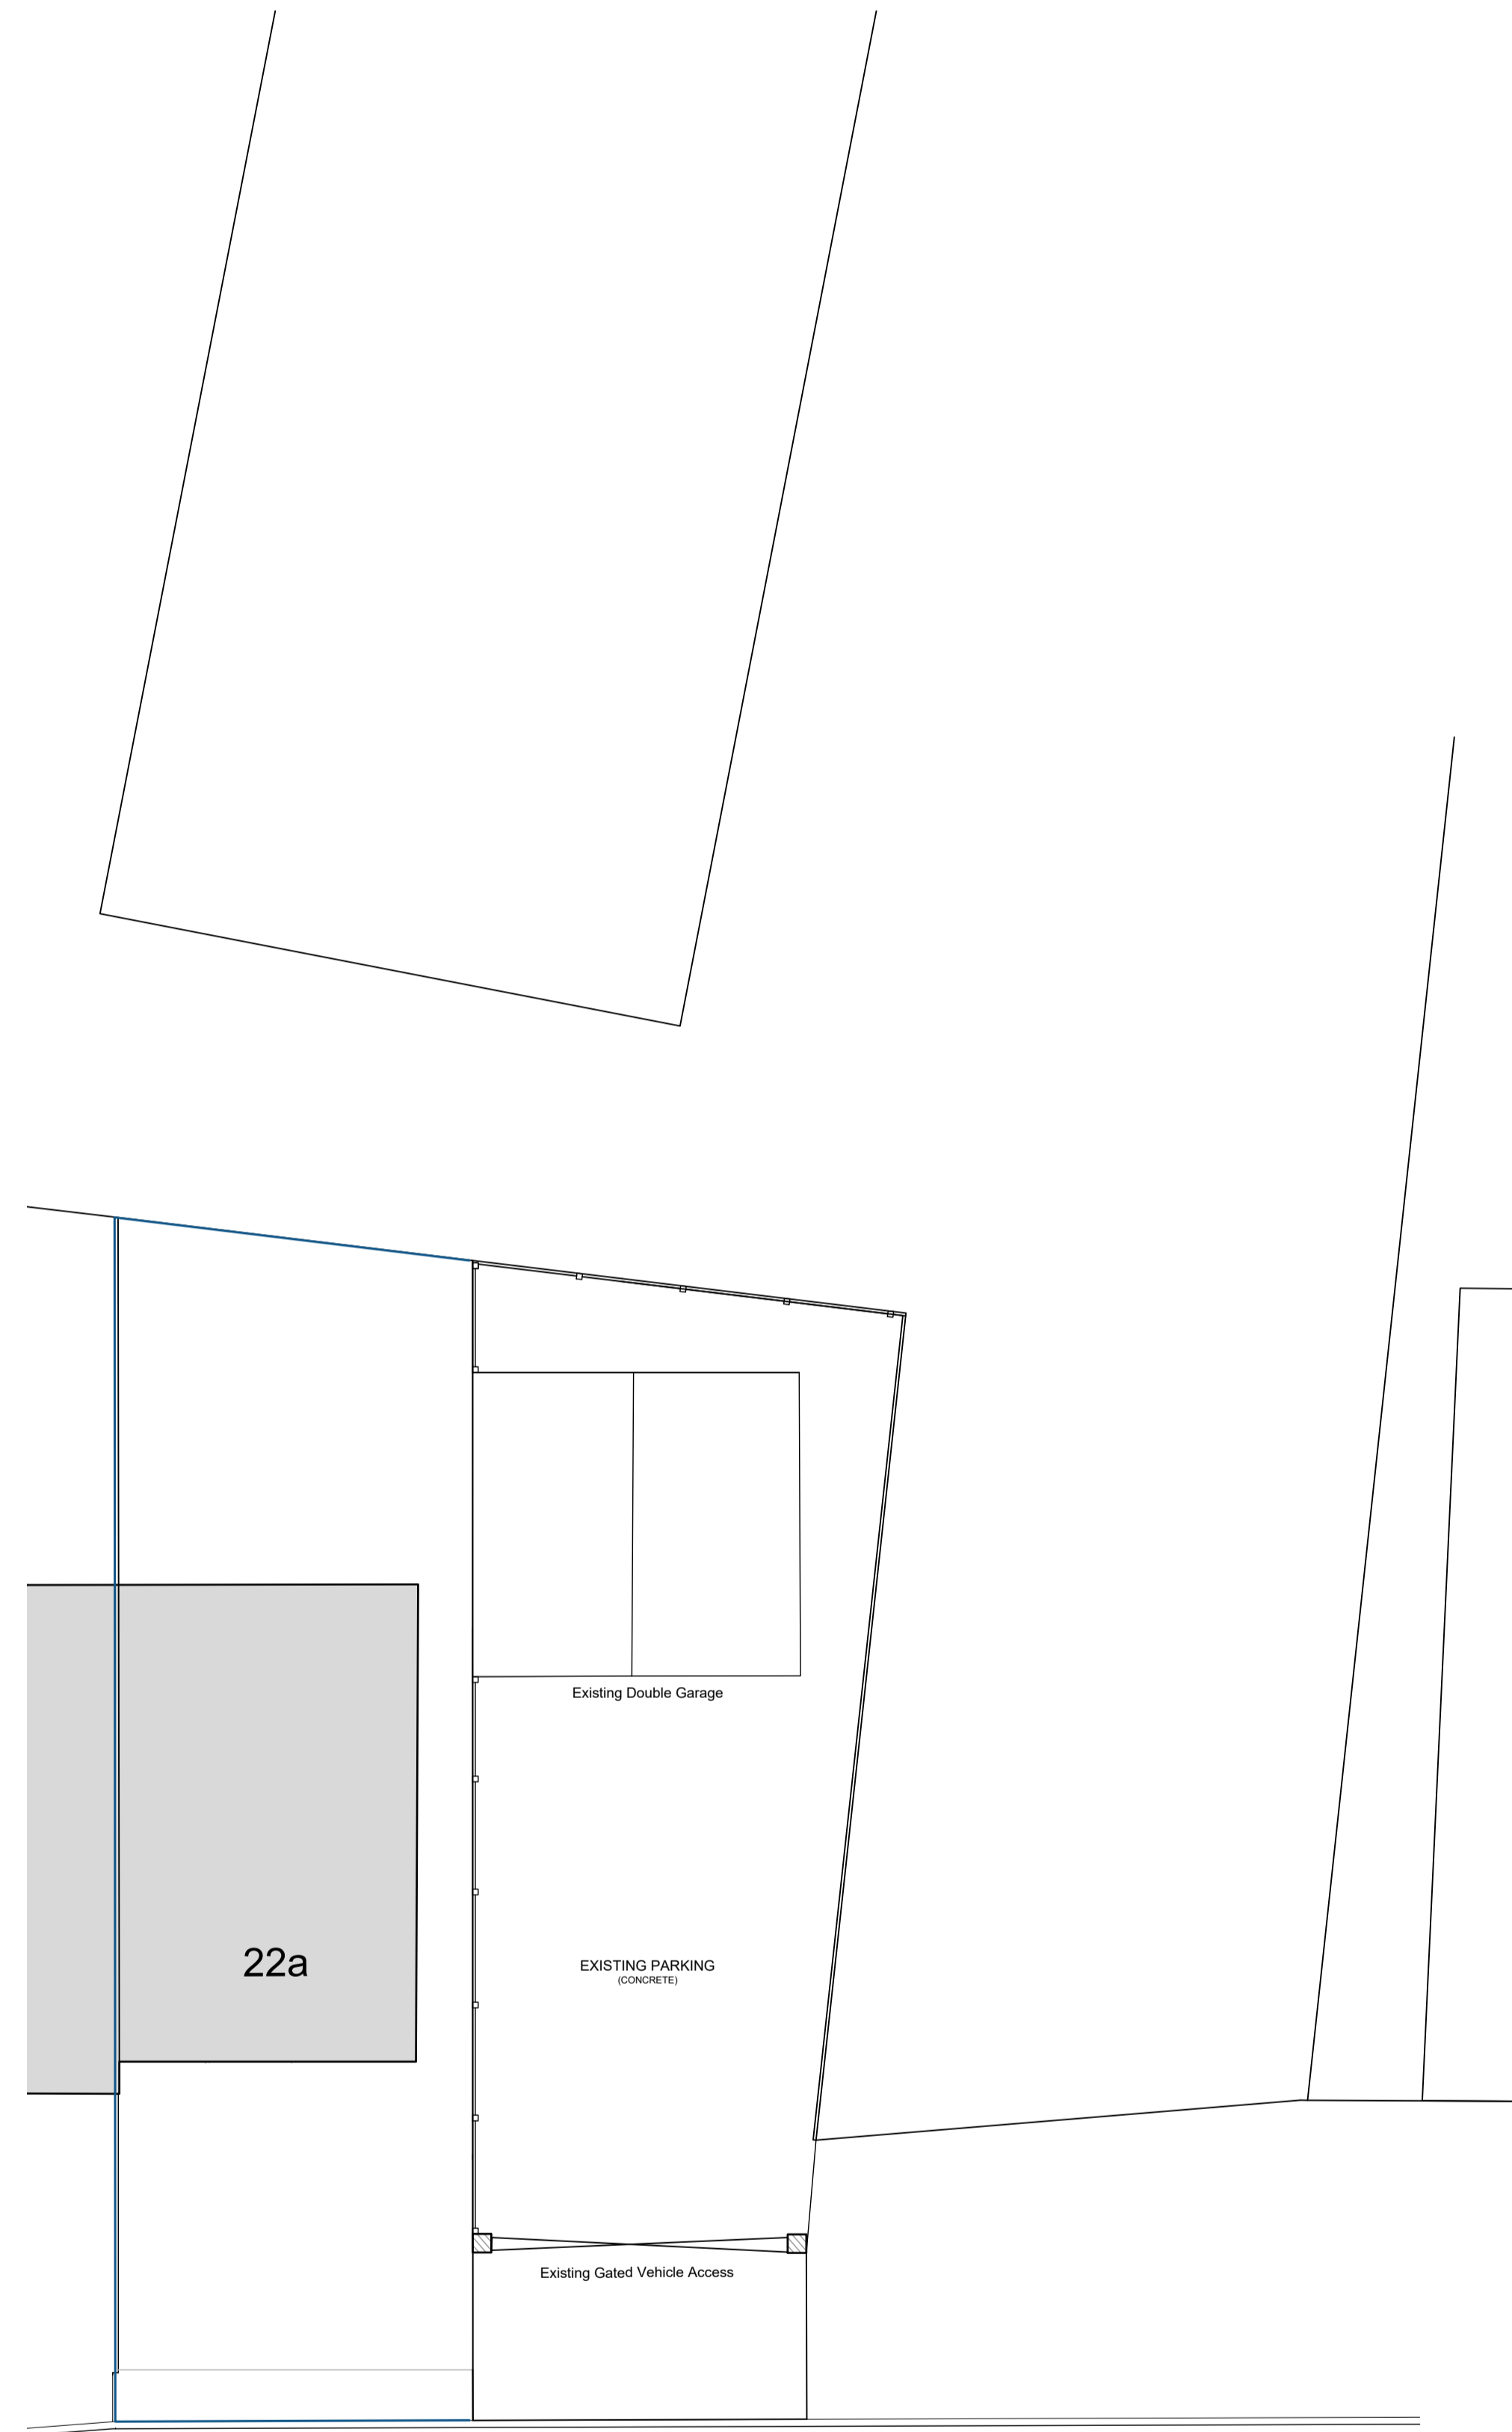 Existing Double Garage
22a
EXISTING PARKING
(CONCRETE)
Existing Gated Vehicle Access